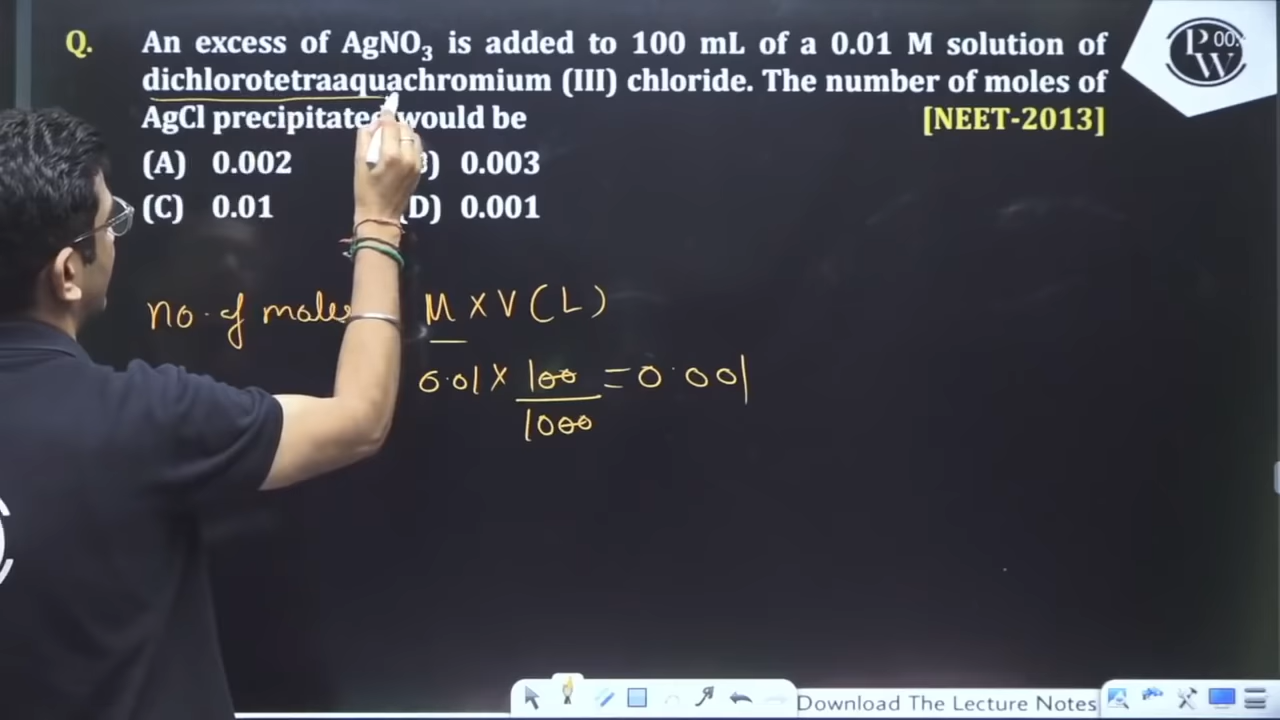 Q. An excess of AgNO₃ is added to 100 mL of a 0.01 M solution of
dichlorotetraaquachromium (III) chloride. The number of moles of
AgCl precipitated would be [NEET-2013]
(A) 0.002 0.003
(C) 0.01 (D) 0.001
no. of moles M × V (L)
0.01 × 100/1000 = 0.001
P W
Download The Lecture Notes